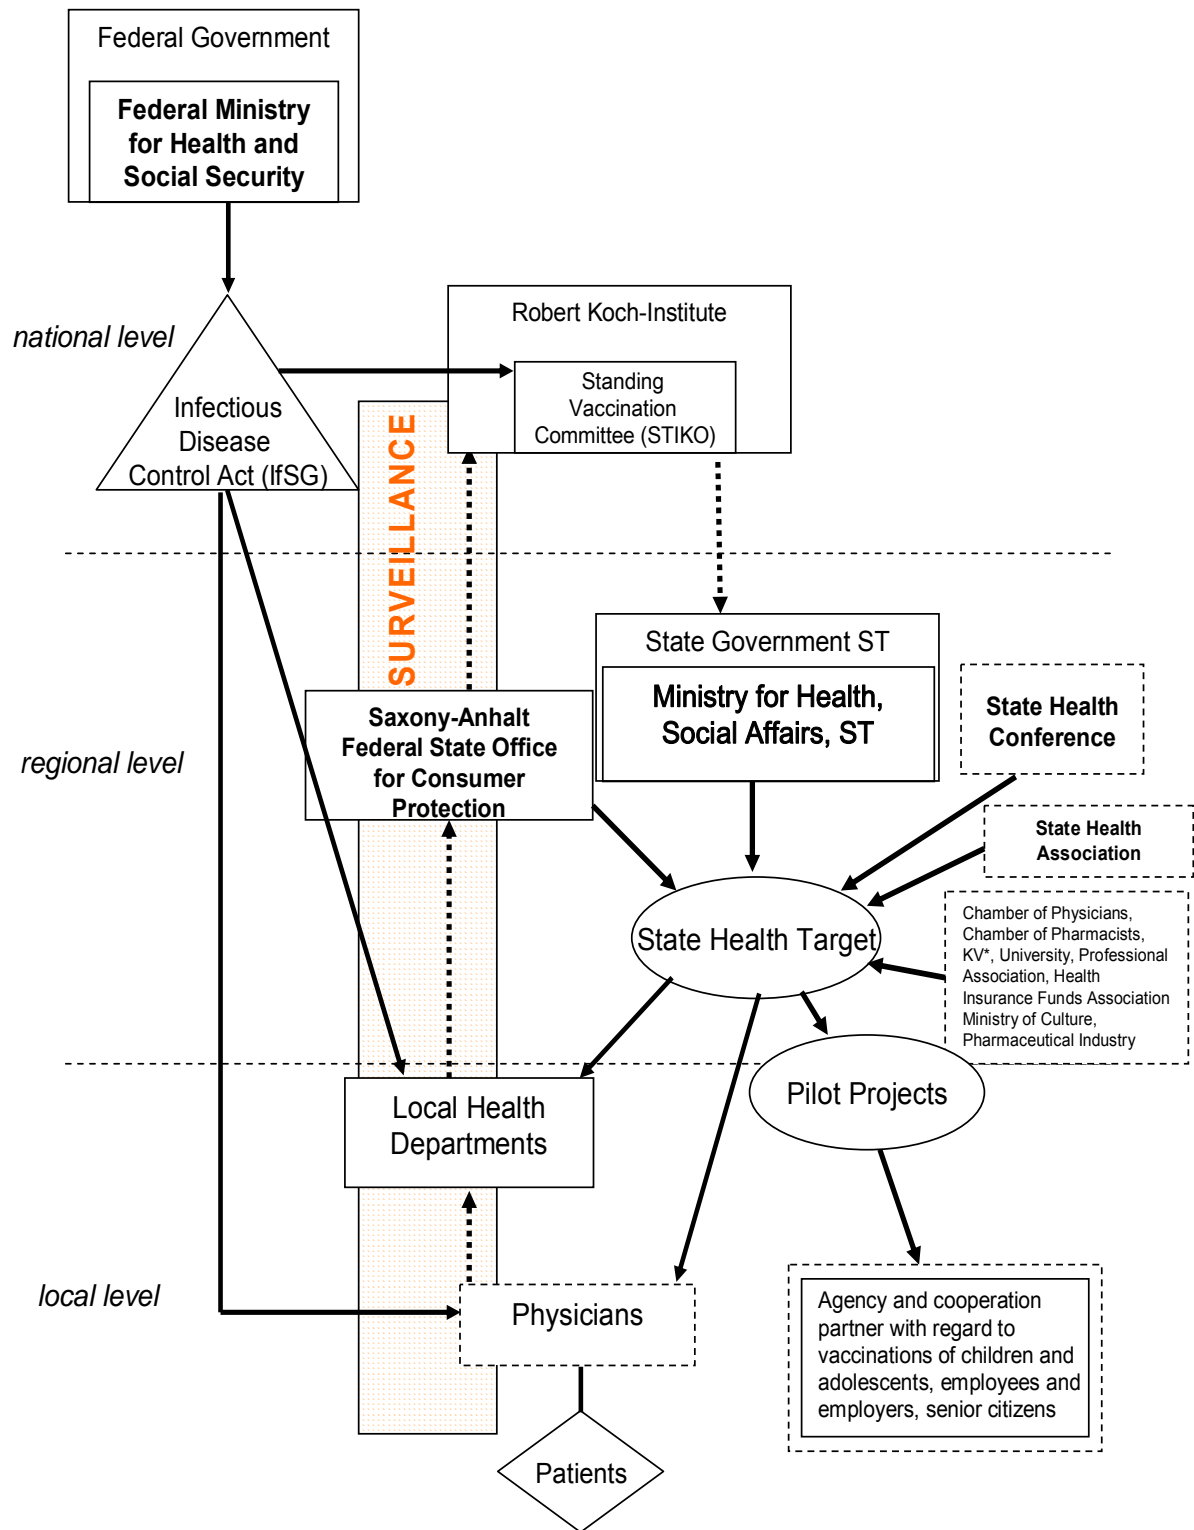 Federal Government
Federal Ministry
for Health and
Social Security
national level
Robert Koch-Institute
Standing
Vaccination
Committee (STIKO)
Infectious
Disease
Control Act (IfSG)
SURVEILLANCE
State Government ST
Ministry for Health,
Social Affairs, ST
State Health
Conference
regional level
Saxony-Anhalt
Federal State Office
for Consumer
Protection
State Health
Association
State Health Target
Chamber of Physicians,
Chamber of Pharmacists,
KV*, University, Professional
Association, Health
Insurance Funds Association
Ministry of Culture,
Pharmaceutical Industry
Pilot Projects
Local Health
Departments
local level
Physicians
Agency and cooperation
partner with regard to
vaccinations of children and
adolescents, employees and
employers, senior citizens
Patients